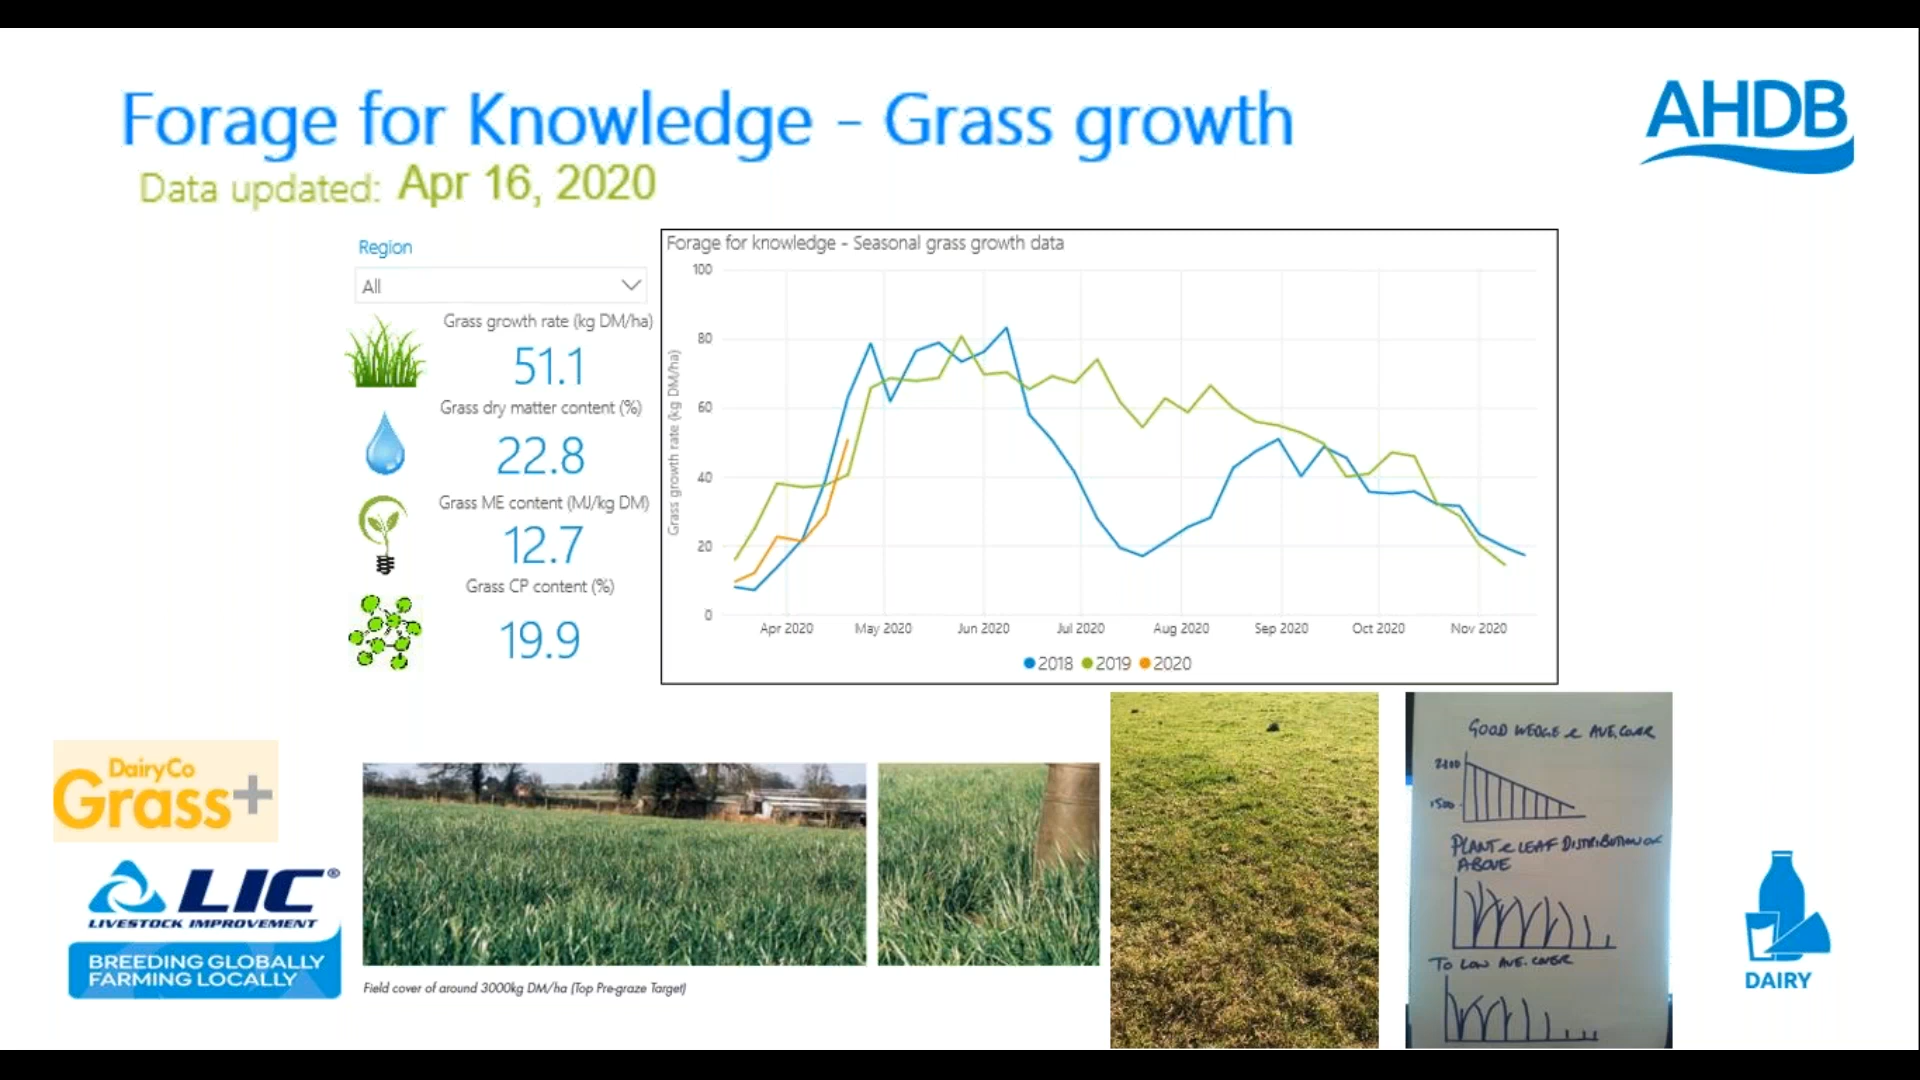 Forage for Knowledge - Grass growth
AHDB
Data updated: Apr 16, 2020
Region
All
Grass growth rate (kg DM/ha)
51.1
Grass dry matter content (%)
22.8
Grass ME content (MJ/kg DM)
12.7
Grass CP content (%)
19.9
Forage for knowledge - Seasonal grass growth data
Grass growth rate (kg DM/ha)
100
80
60
40
20
0
Apr 2020 May 2020 Jun 2020 Jul 2020 Aug 2020 Sep 2020 Oct 2020 Nov 2020
2018 2019 2020
DairyCo
Grass+
LIC®
LIVESTOCK IMPROVEMENT
BREEDING GLOBALLY
FARMING LOCALLY
Field cover of around 3000kg DM/ha (Top Pre-graze Target)
GOOD WEDGE & AVE. COVER
1500
PLANT & LEAF DISTRIBUTION OF
ABOVE
TO LOW AVE. COVER
DAIRY